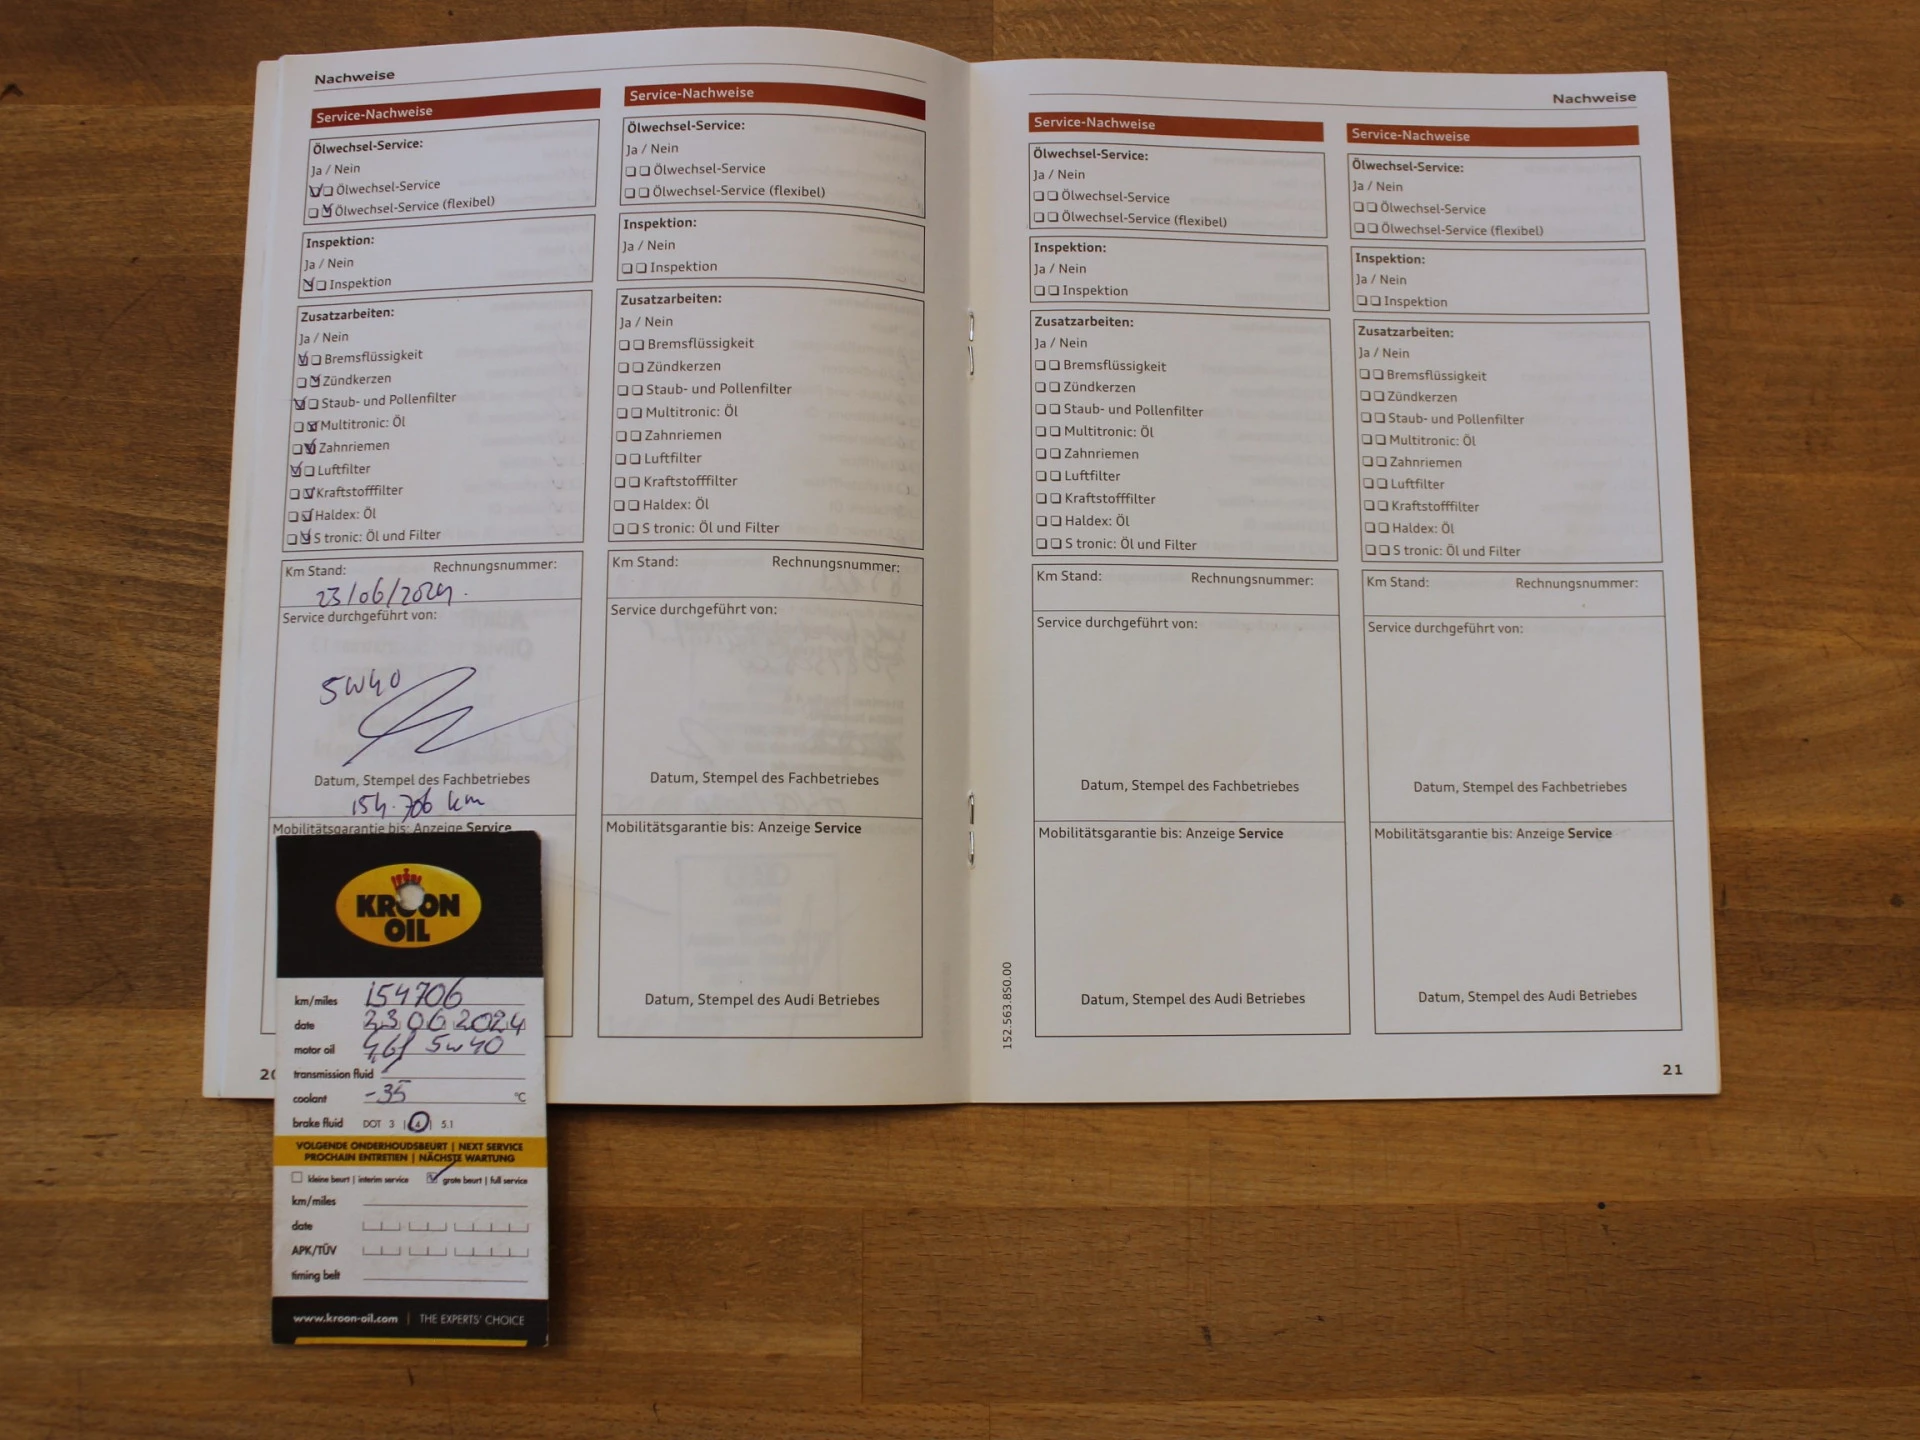 Nachweise
Service-Nachweise
Ölwechsel-Service:
Ja / Nein
Ölwechsel-Service
Ölwechsel-Service (flexibel)
Inspektion:
Ja / Nein
Inspektion
Zusatzarbeiten:
Ja / Nein
Bremsflüssigkeit
Zündkerzen
Staub- und Pollenfilter
Multitronic: Öl
Zahnriemen
Luftfilter
Kraftstofffilter
Haldex: Öl
S tronic: Öl und Filter
Km Stand: Rechnungsnummer:
23/06/2024.
Service durchgeführt von:
5W40
Datum, Stempel des Fachbetriebes
154.706 km
Mobilitätsgarantie bis: Anzeige Service
KROON
OIL
km/miles 154706
date 23 06 2024
motor oil 4,6l 5w40
transmission fluid
coolant -35 °C
brake fluid DOT 3 | 4 | 5.1
VOLGENDE ONDERHOUDSBEURT | NEXT SERVICE
PROCHAIN ENTRETIEN | NÄCHSTE WARTUNG
kleine beurt | interim service grote beurt | full service
km/miles
date
APK/TÜV
timing belt
www.kroon-oil.com | THE EXPERTS' CHOICE
Service-Nachweise
Ölwechsel-Service:
Ja / Nein
Ölwechsel-Service
Ölwechsel-Service (flexibel)
Inspektion:
Ja / Nein
Inspektion
Zusatzarbeiten:
Ja / Nein
Bremsflüssigkeit
Zündkerzen
Staub- und Pollenfilter
Multitronic: Öl
Zahnriemen
Luftfilter
Kraftstofffilter
Haldex: Öl
S tronic: Öl und Filter
Km Stand: Rechnungsnummer:
Service durchgeführt von:
Datum, Stempel des Fachbetriebes
Mobilitätsgarantie bis: Anzeige Service
Datum, Stempel des Audi Betriebes
Nachweise
Service-Nachweise
Ölwechsel-Service:
Ja / Nein
Ölwechsel-Service
Ölwechsel-Service (flexibel)
Inspektion:
Ja / Nein
Inspektion
Zusatzarbeiten:
Ja / Nein
Bremsflüssigkeit
Zündkerzen
Staub- und Pollenfilter
Multitronic: Öl
Zahnriemen
Luftfilter
Kraftstofffilter
Haldex: Öl
S tronic: Öl und Filter
Km Stand: Rechnungsnummer:
Service durchgeführt von:
Datum, Stempel des Fachbetriebes
Mobilitätsgarantie bis: Anzeige Service
Datum, Stempel des Audi Betriebes
152.563.850.00
Service-Nachweise
Ölwechsel-Service:
Ja / Nein
Ölwechsel-Service
Ölwechsel-Service (flexibel)
Inspektion:
Ja / Nein
Inspektion
Zusatzarbeiten:
Ja / Nein
Bremsflüssigkeit
Zündkerzen
Staub- und Pollenfilter
Multitronic: Öl
Zahnriemen
Luftfilter
Kraftstofffilter
Haldex: Öl
S tronic: Öl und Filter
Km Stand: Rechnungsnummer:
Service durchgeführt von:
Datum, Stempel des Fachbetriebes
Mobilitätsgarantie bis: Anzeige Service
Datum, Stempel des Audi Betriebes
21